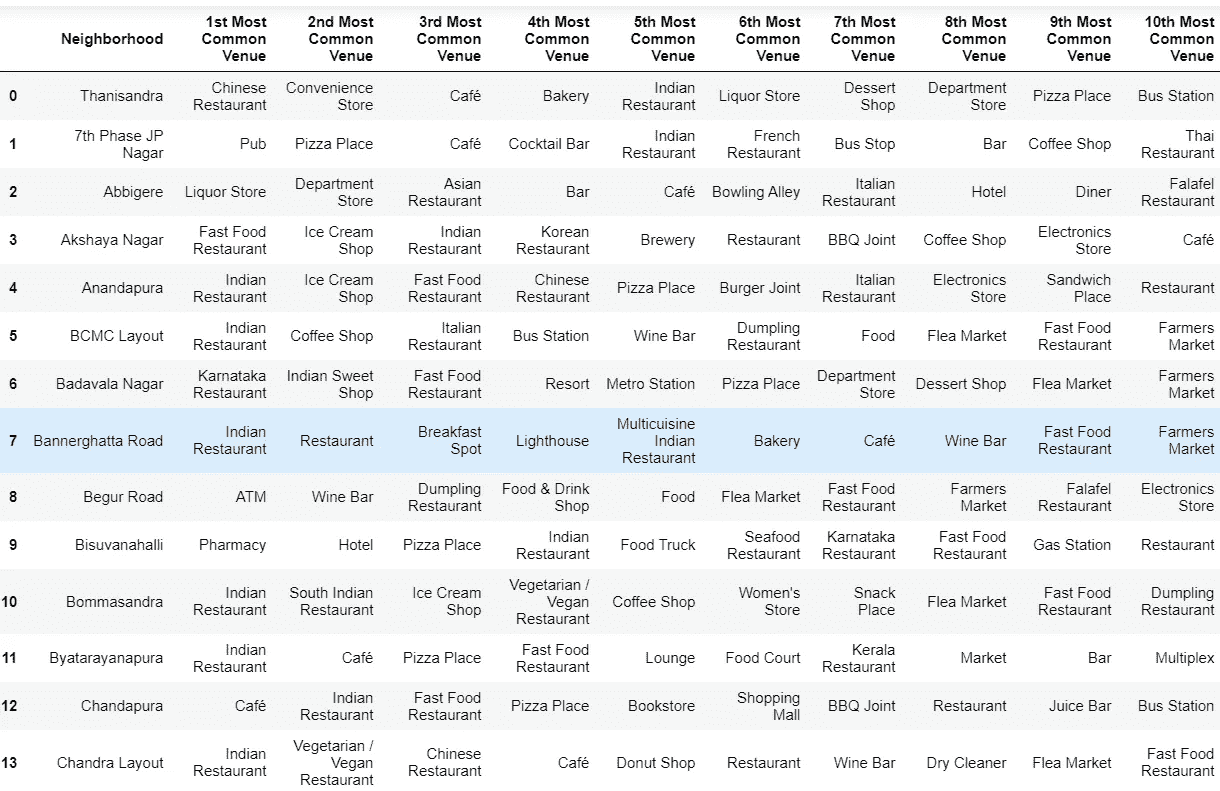 Neighborhood 1st Most Common Venue 2nd Most Common Venue 3rd Most Common Venue 4th Most Common Venue 5th Most Common Venue 6th Most Common Venue 7th Most Common Venue 8th Most Common Venue 9th Most Common Venue 10th Most Common Venue
0 Thanisandra Chinese Restaurant Convenience Store Café Bakery Indian Restaurant Liquor Store Dessert Shop Department Store Pizza Place Bus Station
1 7th Phase JP Nagar Pub Pizza Place Café Cocktail Bar Indian Restaurant French Restaurant Bus Stop Bar Coffee Shop Thai Restaurant
2 Abbigere Liquor Store Department Store Asian Restaurant Bar Café Bowling Alley Italian Restaurant Hotel Diner Falafel Restaurant
3 Akshaya Nagar Fast Food Restaurant Ice Cream Shop Indian Restaurant Korean Restaurant Brewery Restaurant BBQ Joint Coffee Shop Electronics Store Café
4 Anandapura Indian Restaurant Ice Cream Shop Fast Food Restaurant Chinese Restaurant Pizza Place Burger Joint Italian Restaurant Electronics Store Sandwich Place Restaurant
5 BCMC Layout Indian Restaurant Coffee Shop Italian Restaurant Bus Station Wine Bar Dumpling Restaurant Food Flea Market Fast Food Restaurant Farmers Market
6 Badavala Nagar Karnataka Restaurant Indian Sweet Shop Fast Food Restaurant Resort Metro Station Pizza Place Department Store Dessert Shop Flea Market Farmers Market
7 Bannerghatta Road Indian Restaurant Restaurant Breakfast Spot Lighthouse Multicuisine Indian Restaurant Bakery Café Wine Bar Fast Food Restaurant Farmers Market
8 Begur Road ATM Wine Bar Dumpling Restaurant Food & Drink Shop Food Flea Market Fast Food Restaurant Farmers Market Falafel Restaurant Electronics Store
9 Bisuvanahalli Pharmacy Hotel Pizza Place Indian Restaurant Food Truck Seafood Restaurant Karnataka Restaurant Fast Food Restaurant Gas Station Restaurant
10 Bommasandra Indian Restaurant South Indian Restaurant Ice Cream Shop Vegetarian / Vegan Restaurant Coffee Shop Women's Store Snack Place Flea Market Fast Food Restaurant Dumpling Restaurant
11 Byatarayanapura Indian Restaurant Café Pizza Place Fast Food Restaurant Lounge Food Court Kerala Restaurant Market Bar Multiplex
12 Chandapura Café Indian Restaurant Fast Food Restaurant Pizza Place Bookstore Shopping Mall BBQ Joint Restaurant Juice Bar Bus Station
13 Chandra Layout Indian Restaurant Vegetarian / Vegan Restaurant Chinese Restaurant Café Donut Shop Restaurant Wine Bar Dry Cleaner Flea Market Fast Food Restaurant